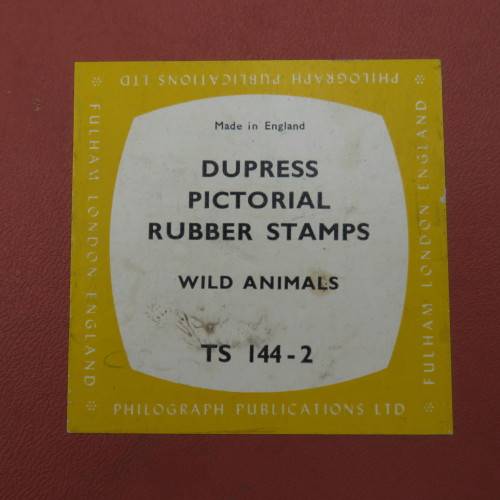 PHILOGRAPH PUBLICATIONS LTD
Made in England
DUPRESS
PICTORIAL
RUBBER STAMPS
WILD ANIMALS
TS 144-2
FULHAM LONDON ENGLAND
FULHAM LONDON ENGLAND
PHILOGRAPH PUBLICATIONS LTD